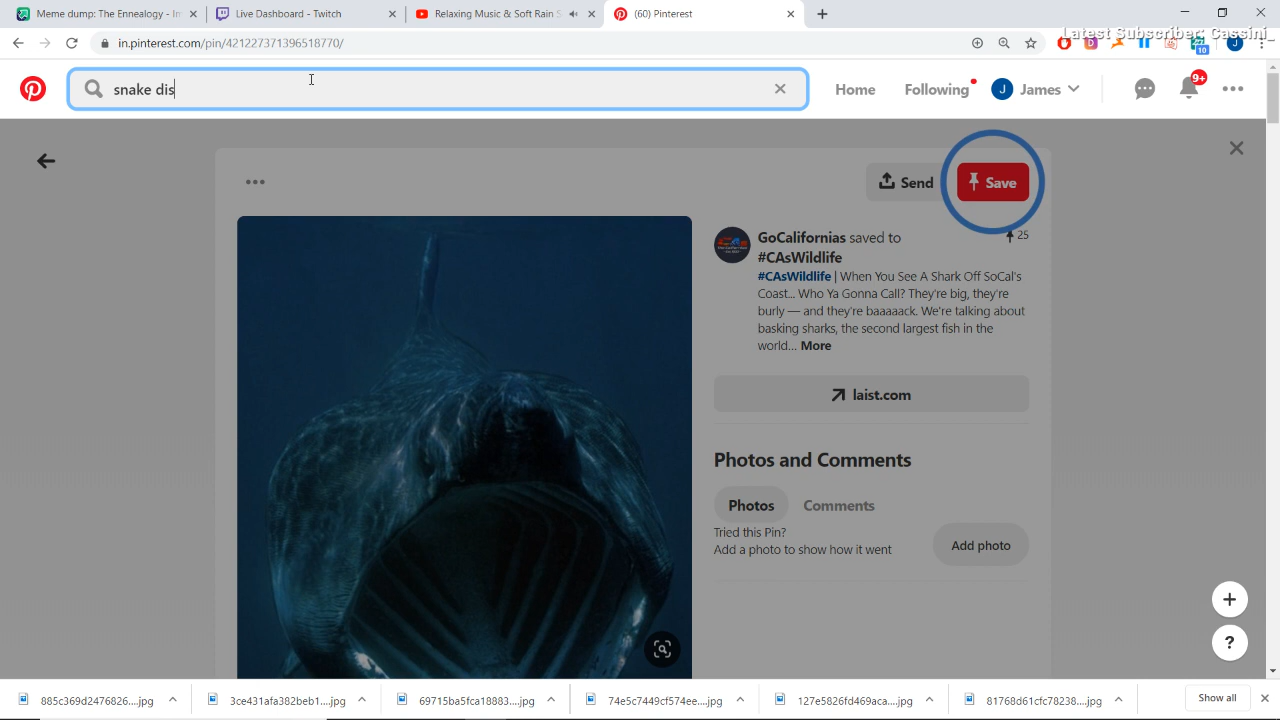 Meme dump: The Ennealogy - In
Live Dashboard - Twitch
Relaxing Music & Soft Rain S
(60) Pinterest
in.pinterest.com/pin/421227371396518770/
Latest Subscriber: Cassini_
10
J
snake dis
Home
Following
J
James
9+
Send
Save
GoCalifornias saved to
#CAsWildlife
25
#CAsWildlife | When You See A Shark Off SoCal's
Coast... Who Ya Gonna Call? They're big, they're
burly — and they're baaaaack. We're talking about
basking sharks, the second largest fish in the
world... More
laist.com
Photos and Comments
Photos
Comments
Tried this Pin?
Add a photo to show how it went
Add photo
?
885c369d2476826....jpg
3ce431afa382beb1....jpg
69715ba5fca18883....jpg
74e5c7449cf574ee....jpg
127e5826fd469aca....jpg
81768d61cfc78238....jpg
Show all